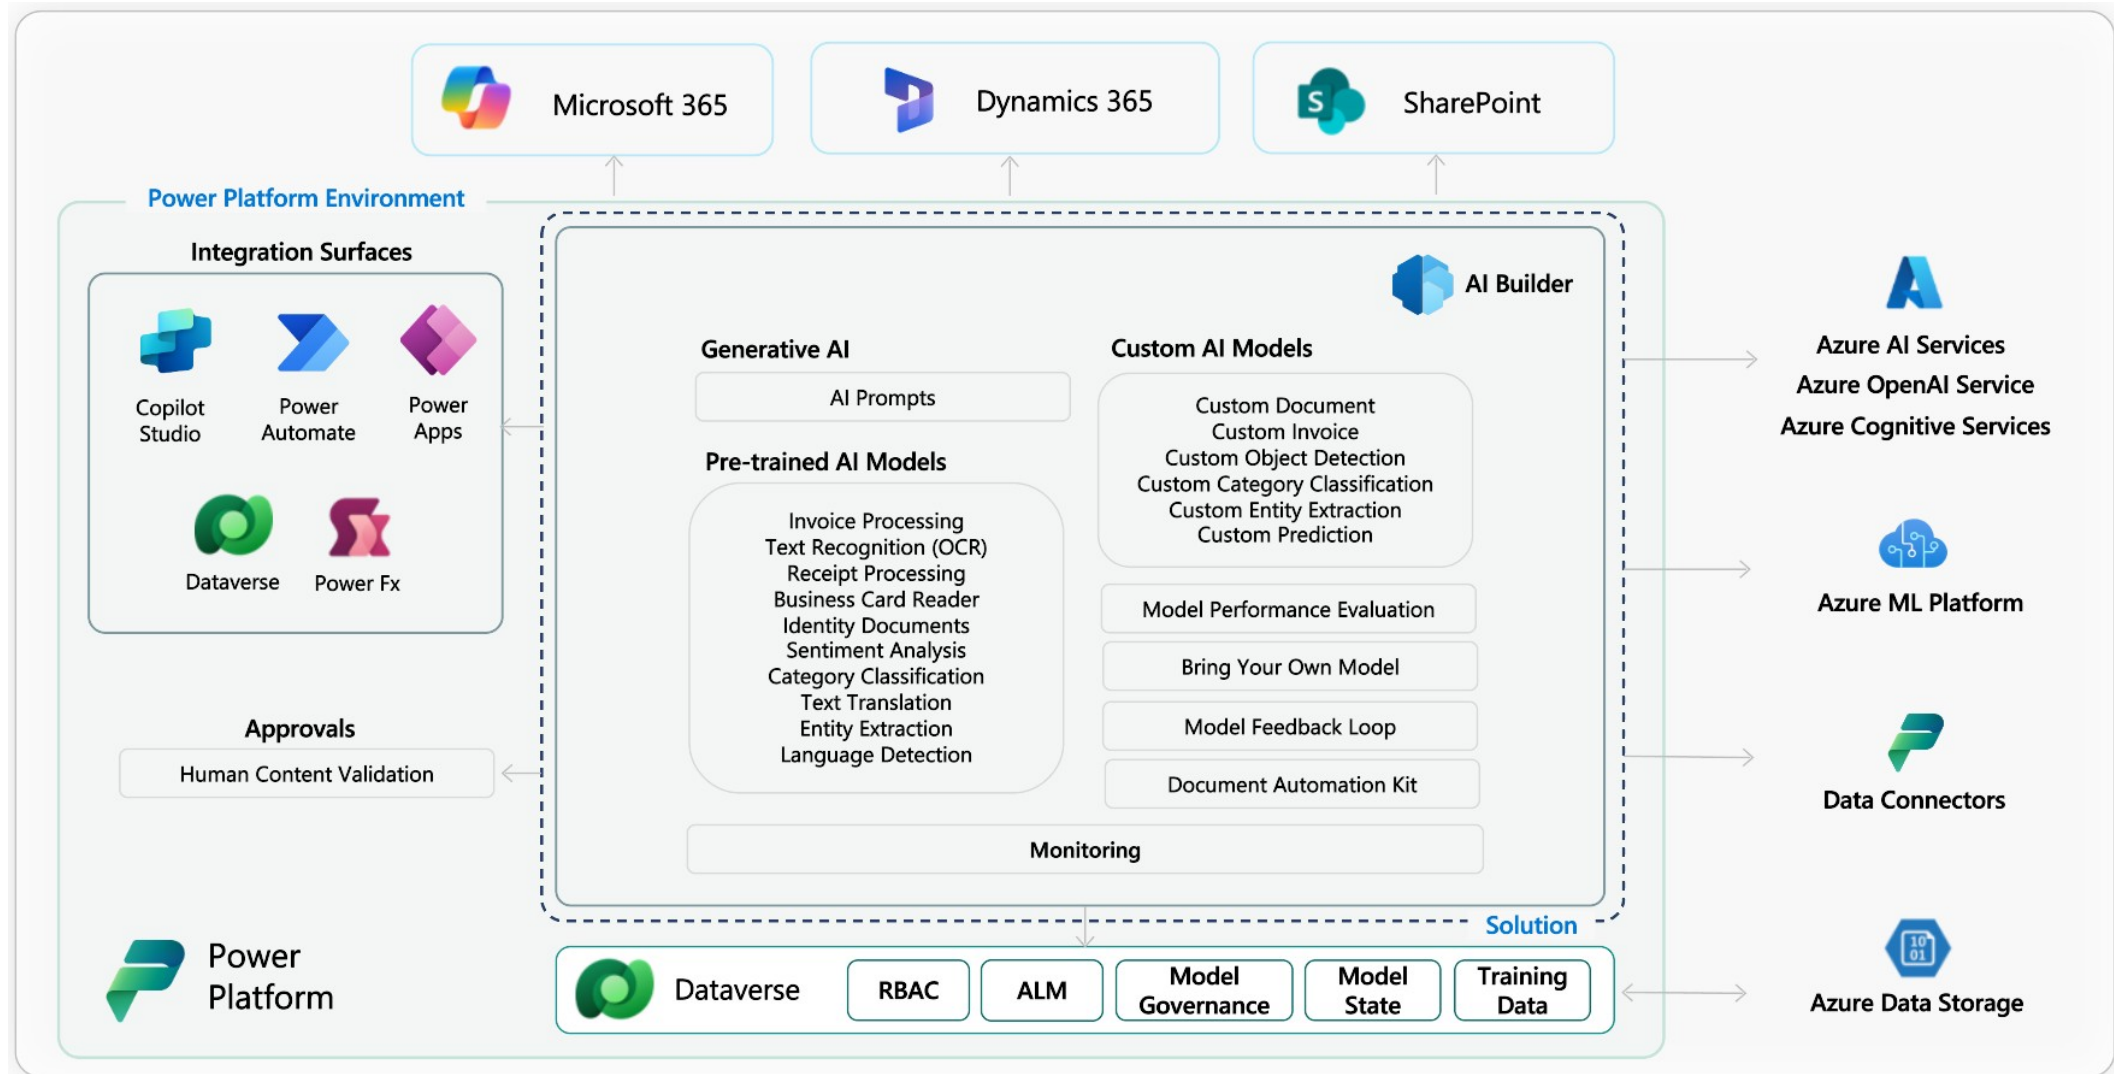 Microsoft 365
Dynamics 365
S
SharePoint
Power Platform Environment
Integration Surfaces
Copilot
Studio
Power
Automate
Power
Apps
Dataverse
Power Fx
Approvals
Human Content Validation
Power
Platform
AI Builder
Generative AI
AI Prompts
Pre-trained AI Models
Invoice Processing
Text Recognition (OCR)
Receipt Processing
Business Card Reader
Identity Documents
Sentiment Analysis
Category Classification
Text Translation
Entity Extraction
Language Detection
Custom AI Models
Custom Document
Custom Invoice
Custom Object Detection
Custom Category Classification
Custom Entity Extraction
Custom Prediction
Model Performance Evaluation
Bring Your Own Model
Model Feedback Loop
Document Automation Kit
Monitoring
Solution
Dataverse
RBAC
ALM
Model
Governance
Model
State
Training
Data
Azure AI Services
Azure OpenAI Service
Azure Cognitive Services
Azure ML Platform
Data Connectors
10
01
Azure Data Storage